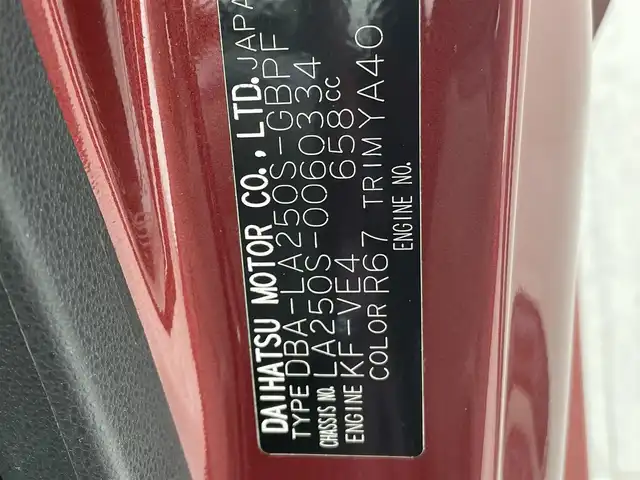 DAIHATSU MOTOR CO., LTD. JAPA
TYPE DBA-LA250S-GBPF
CHASSIS NO. LA250S-0060334
ENGINE KF-VE4 658CC
COLOR R67 TRIM YA40
ENGINE NO.